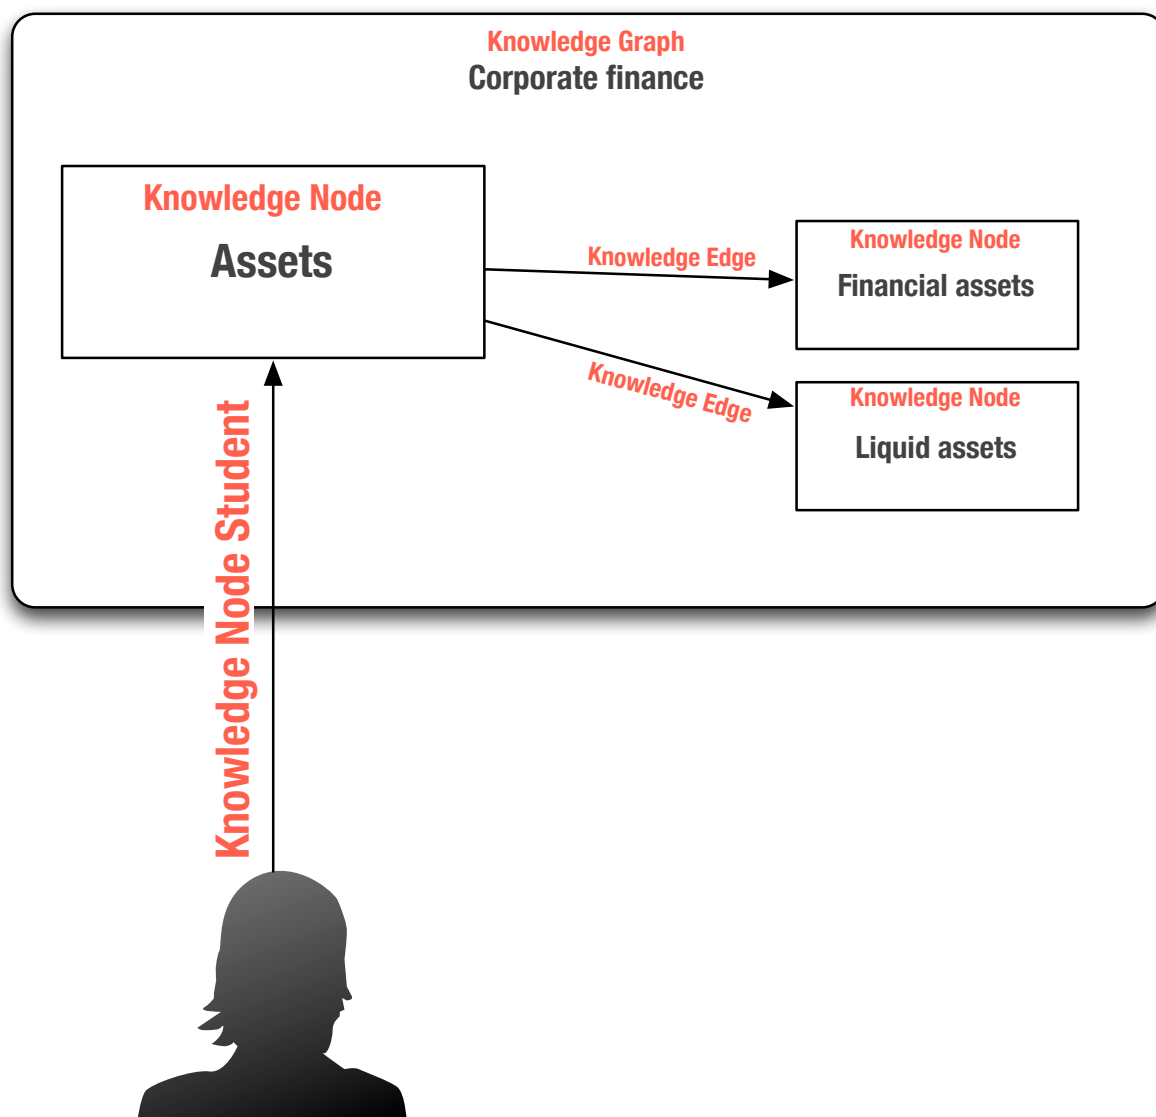 Knowledge Graph
Corporate finance
Knowledge Node
Assets
Knowledge Edge
Knowledge Node
Financial assets
Knowledge Edge
Knowledge Node
Liquid assets
Knowledge Node Student